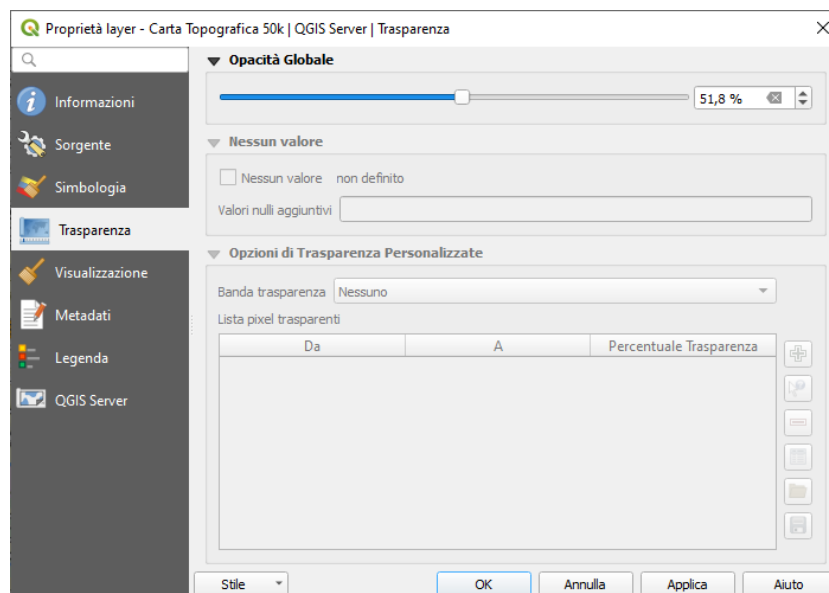 Proprietà layer - Carta Topografica 50k | QGIS Server | Trasparenza
Informazioni
Sorgente
Simbologia
Trasparenza
Visualizzazione
Metadati
Legenda
QGIS Server
Opacità Globale
51,8 %
Nessun valore
Nessun valore non definito
Valori nulli aggiuntivi
Opzioni di Trasparenza Personalizzate
Banda trasparenza Nessuno
Lista pixel trasparenti
Da A Percentuale Trasparenza
Stile OK Annulla Applica Aiuto